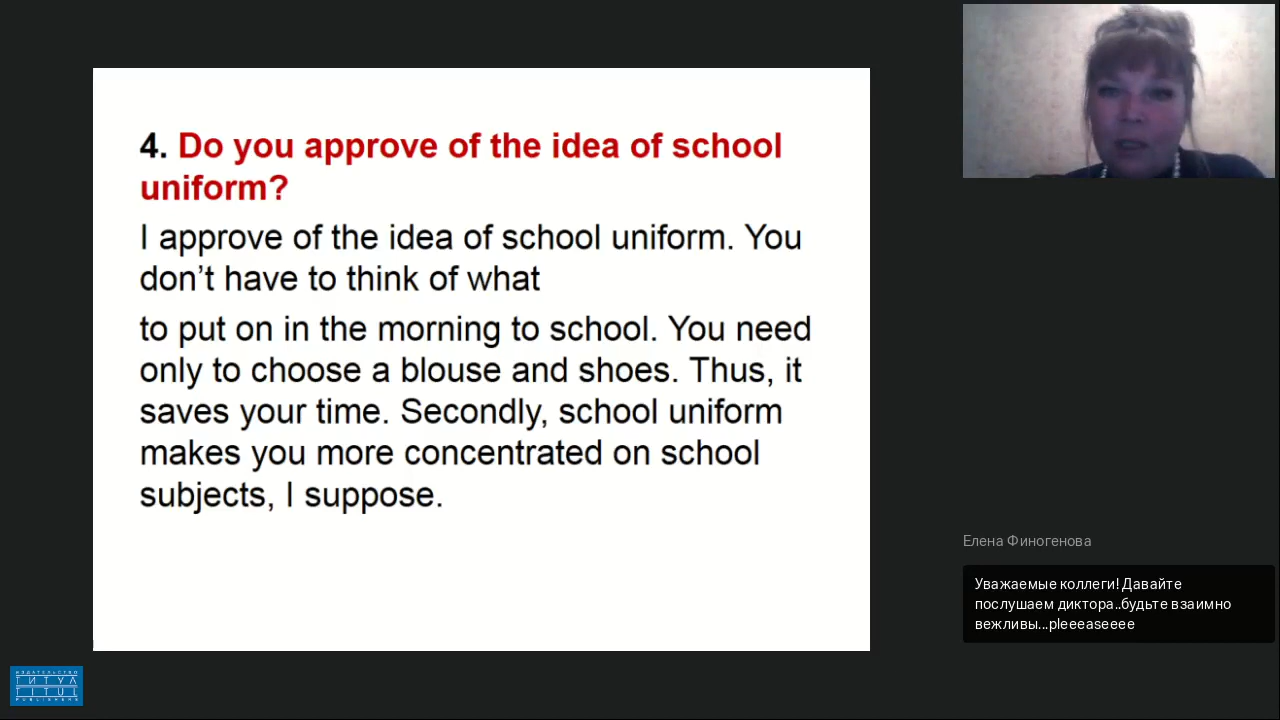 4. Do you approve of the idea of school
uniform?
I approve of the idea of school uniform. You
don’t have to think of what
to put on in the morning to school. You need
only to choose a blouse and shoes. Thus, it
saves your time. Secondly, school uniform
makes you more concentrated on school
subjects, I suppose.
Елена Финогенова
Уважаемые коллеги! Давайте
послушаем диктора..будьте взаимно
вежливы...pleeeaseeee
ИЗДАТЕЛЬСТВО
ТИТУЛ
TITUL
PUBLISHERS